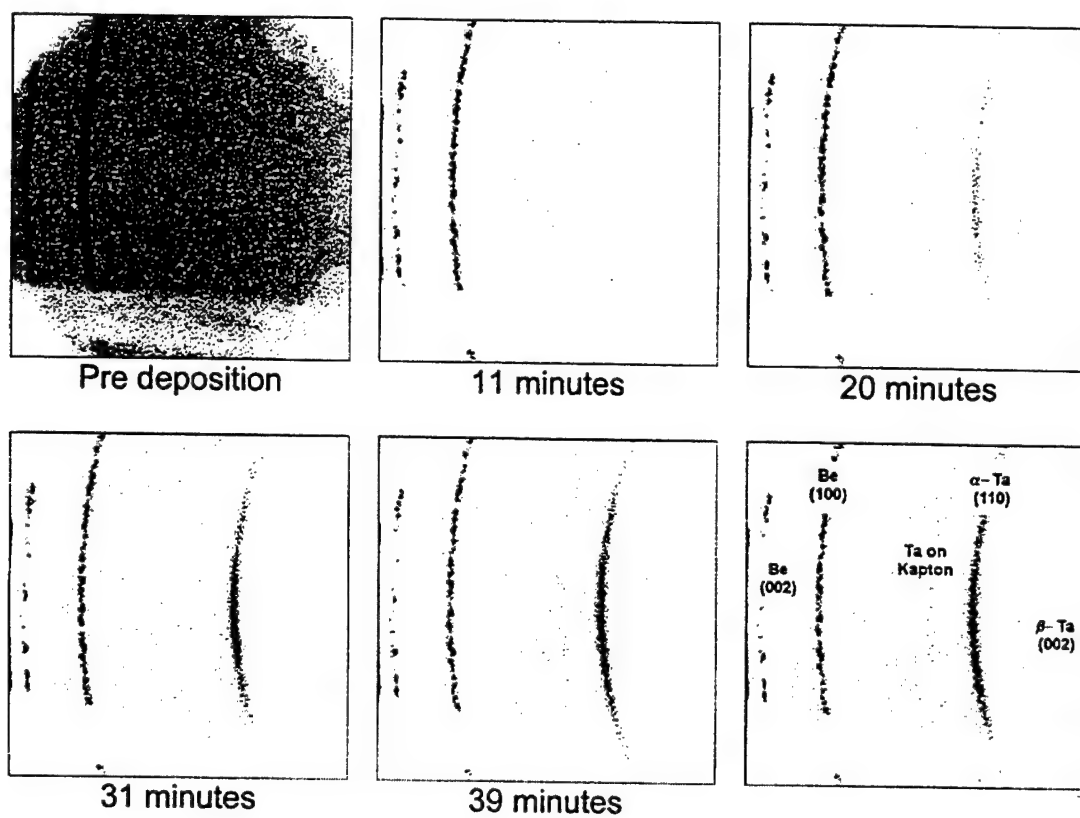 Pre deposition
11 minutes
20 minutes
31 minutes
39 minutes
Be
(100)
α-Ta
(110)
Ta on
Kapton
Be
(002)
β-Ta
(002)